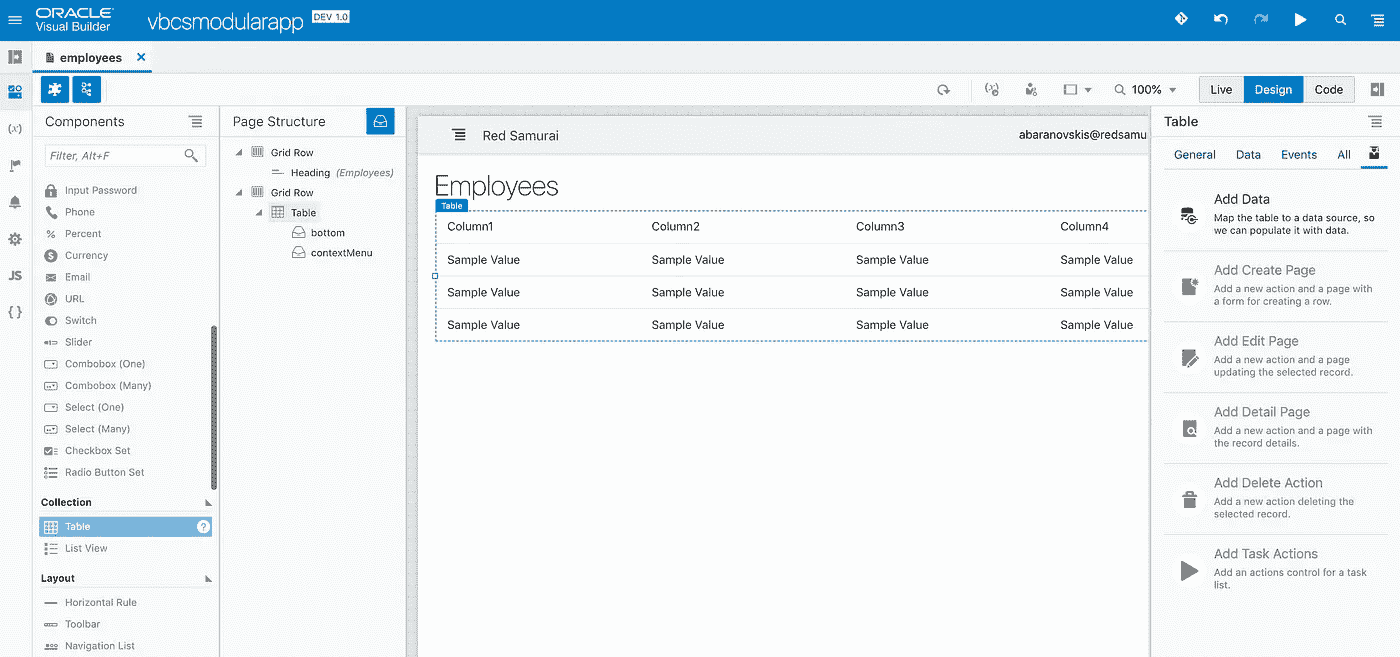 ORACLE
Visual Builder
vbcsmodularapp
DEV 1.0
employees
100%
Live
Design
Code
Components
Filter, Alt+F
Input Password
Phone
Percent
Currency
Email
URL
Switch
Slider
Combobox (One)
Combobox (Many)
Select (One)
Select (Many)
Checkbox Set
Radio Button Set
Collection
Table
List View
Layout
Horizontal Rule
Toolbar
Navigation List
(x)
JS
{ }
Page Structure
Grid Row
Heading (Employees)
Grid Row
Table
bottom
contextMenu
Red Samurai
abaranovskis@redsamu
Employees
Table
Column1 Column2 Column3 Column4
Sample Value Sample Value Sample Value Sample Value
Sample Value Sample Value Sample Value Sample Value
Sample Value Sample Value Sample Value Sample Value
Table
General
Data
Events
All
Add Data
Map the table to a data source, so
we can populate it with data.
Add Create Page
Add a new action and a page with
a form for creating a row.
Add Edit Page
Add a new action and a page
updating the selected record.
Add Detail Page
Add a new action and a page with
the record details.
Add Delete Action
Add a new action deleting the
selected record.
Add Task Actions
Add an actions control for a task
list.